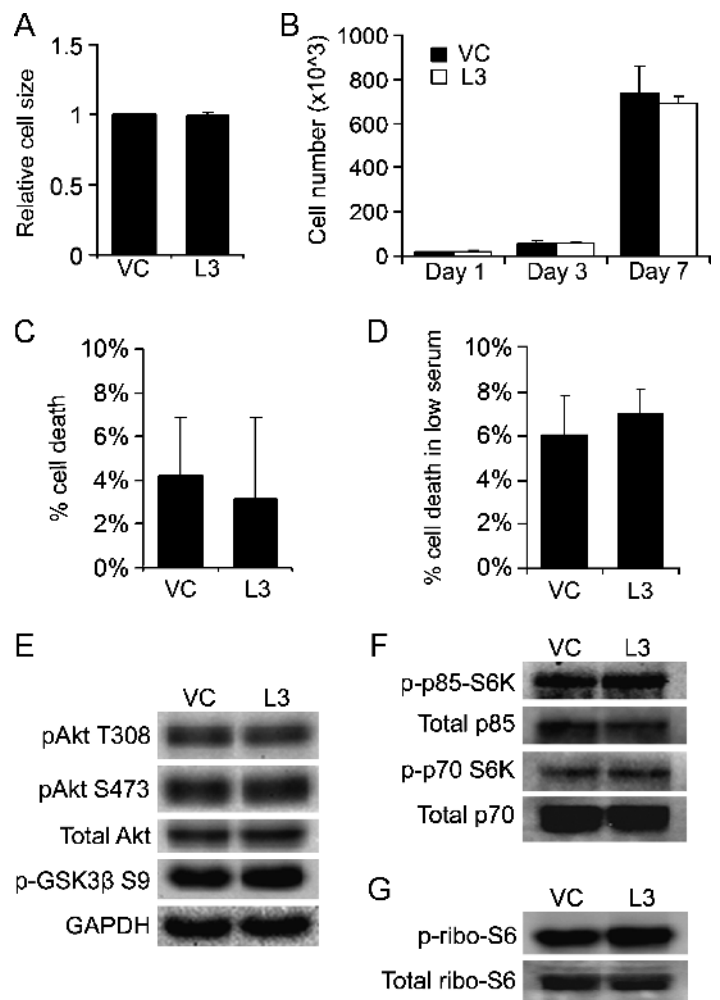 A
Relative cell size
1.5
1
0.5
0
VC L3
B
Cell number (x10^3)
1000
800
600
400
200
0
VC
L3
Day 1 Day 3 Day 7
C
% cell death
10%
8%
6%
4%
2%
0%
VC L3
D
% cell death in low serum
10%
8%
6%
4%
2%
0%
VC L3
E
VC L3
pAkt T308
pAkt S473
Total Akt
p-GSK3β S9
GAPDH
F
VC L3
p-p85-S6K
Total p85
p-p70 S6K
Total p70
G
VC L3
p-ribo-S6
Total ribo-S6